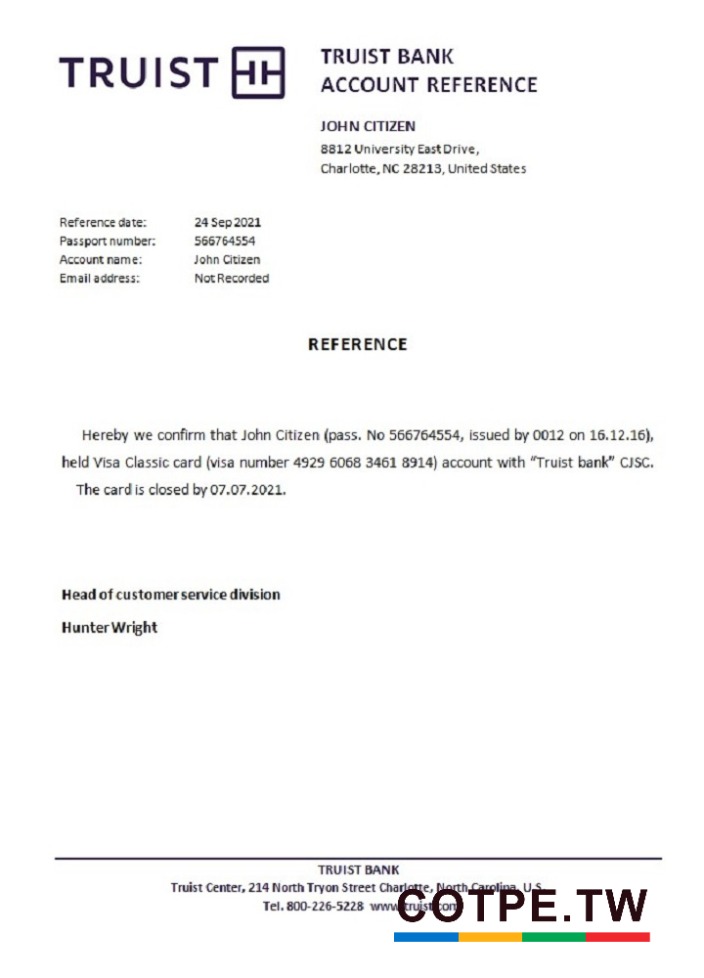 TRUIST
TRUIST BANK
ACCOUNT REFERENCE
JOHN CITIZEN
8812 University East Drive,
Charlotte, NC 28213, United States
Reference date: 24 Sep 2021
Passport number: 566764554
Account name: John Citizen
Email address: Not Recorded
REFERENCE
Hereby we confirm that John Citizen (pass. No 566764554, issued by 0012 on 16.12.16),
held Visa Classic card (visa number 4929 6068 3461 8914) account with “Truist bank” CJSC.
The card is closed by 07.07.2021.
Head of customer service division
Hunter Wright
TRUIST BANK
Truist Center, 214 North Tryon Street Charlotte, North Carolina, U.S.
Tel. 800-226-5228 www.truist.com
COTPE.TW